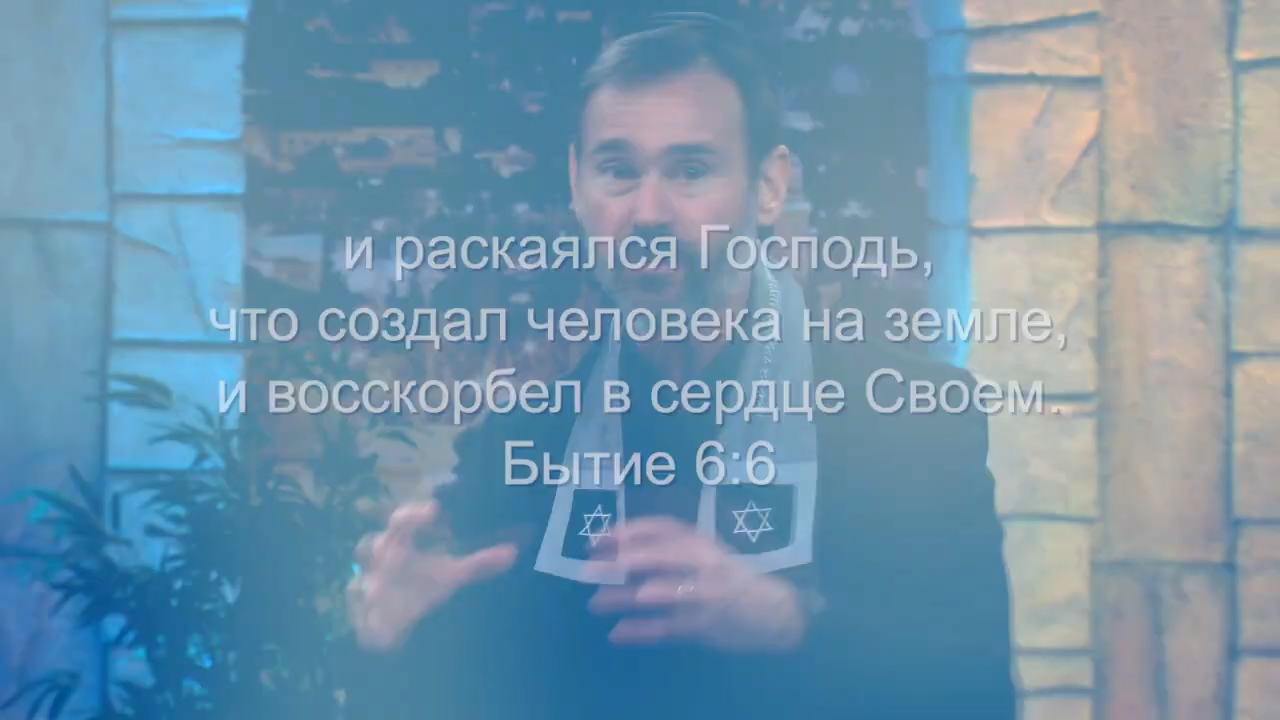 и раскаялся Господь,
что создал человека на земле,
и восскорбел в сердце Своем.
Бытие 6:6